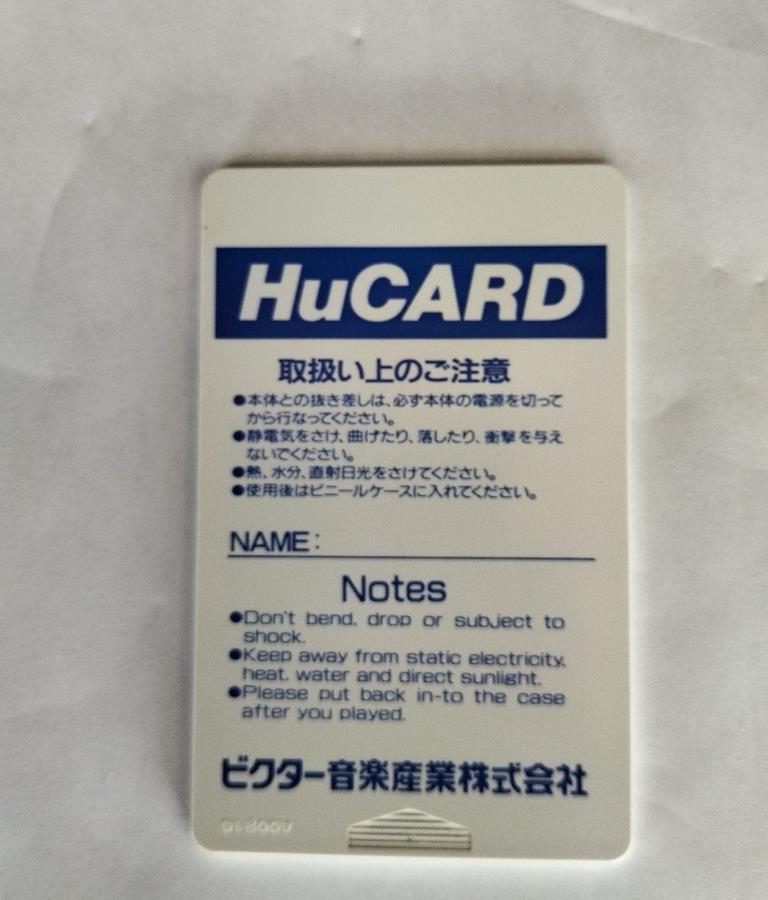 HuCARD
取扱い上のご注意
●本体との抜き差しは、必ず本体の電源を切って
から行なってください。
●静電気をさけ、曲げたり、落したり、衝撃を与え
ないでください。
●熱、水分、直射日光をさけてください。
●使用後はビニールケースに入れてください。
NAME:
Notes
●Don't bend, drop or subject to
shock.
●Keep away from static electricity,
heat, water and direct sunlight.
●Please put back in-to the case
after you played.
ビクター音楽産業株式会社